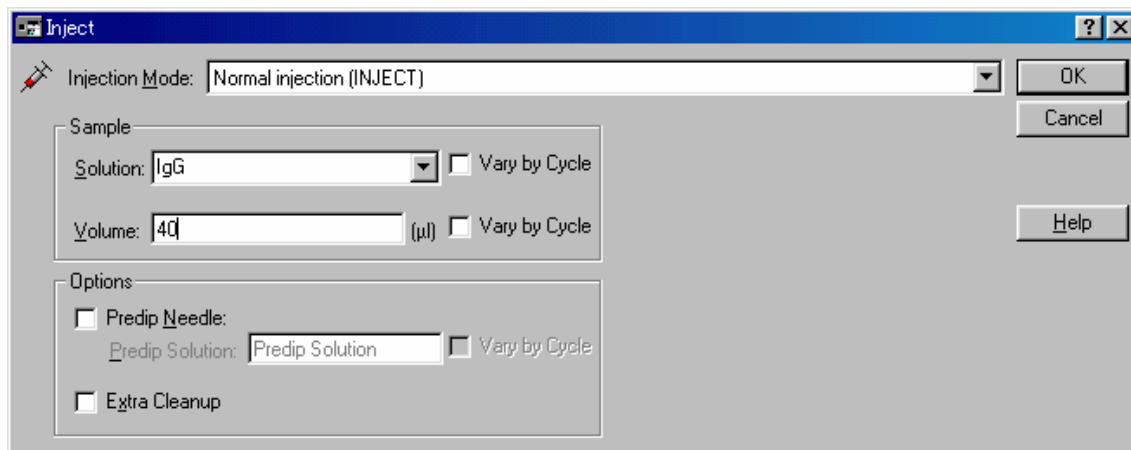 Inject
Injection Mode: Normal injection (INJECT)
OK
Cancel
Sample
Solution: IgG Vary by Cycle
Volume: 40 (µl) Vary by Cycle
Help
Options
Predip Needle:
Predip Solution: Predip Solution Vary by Cycle
Extra Cleanup